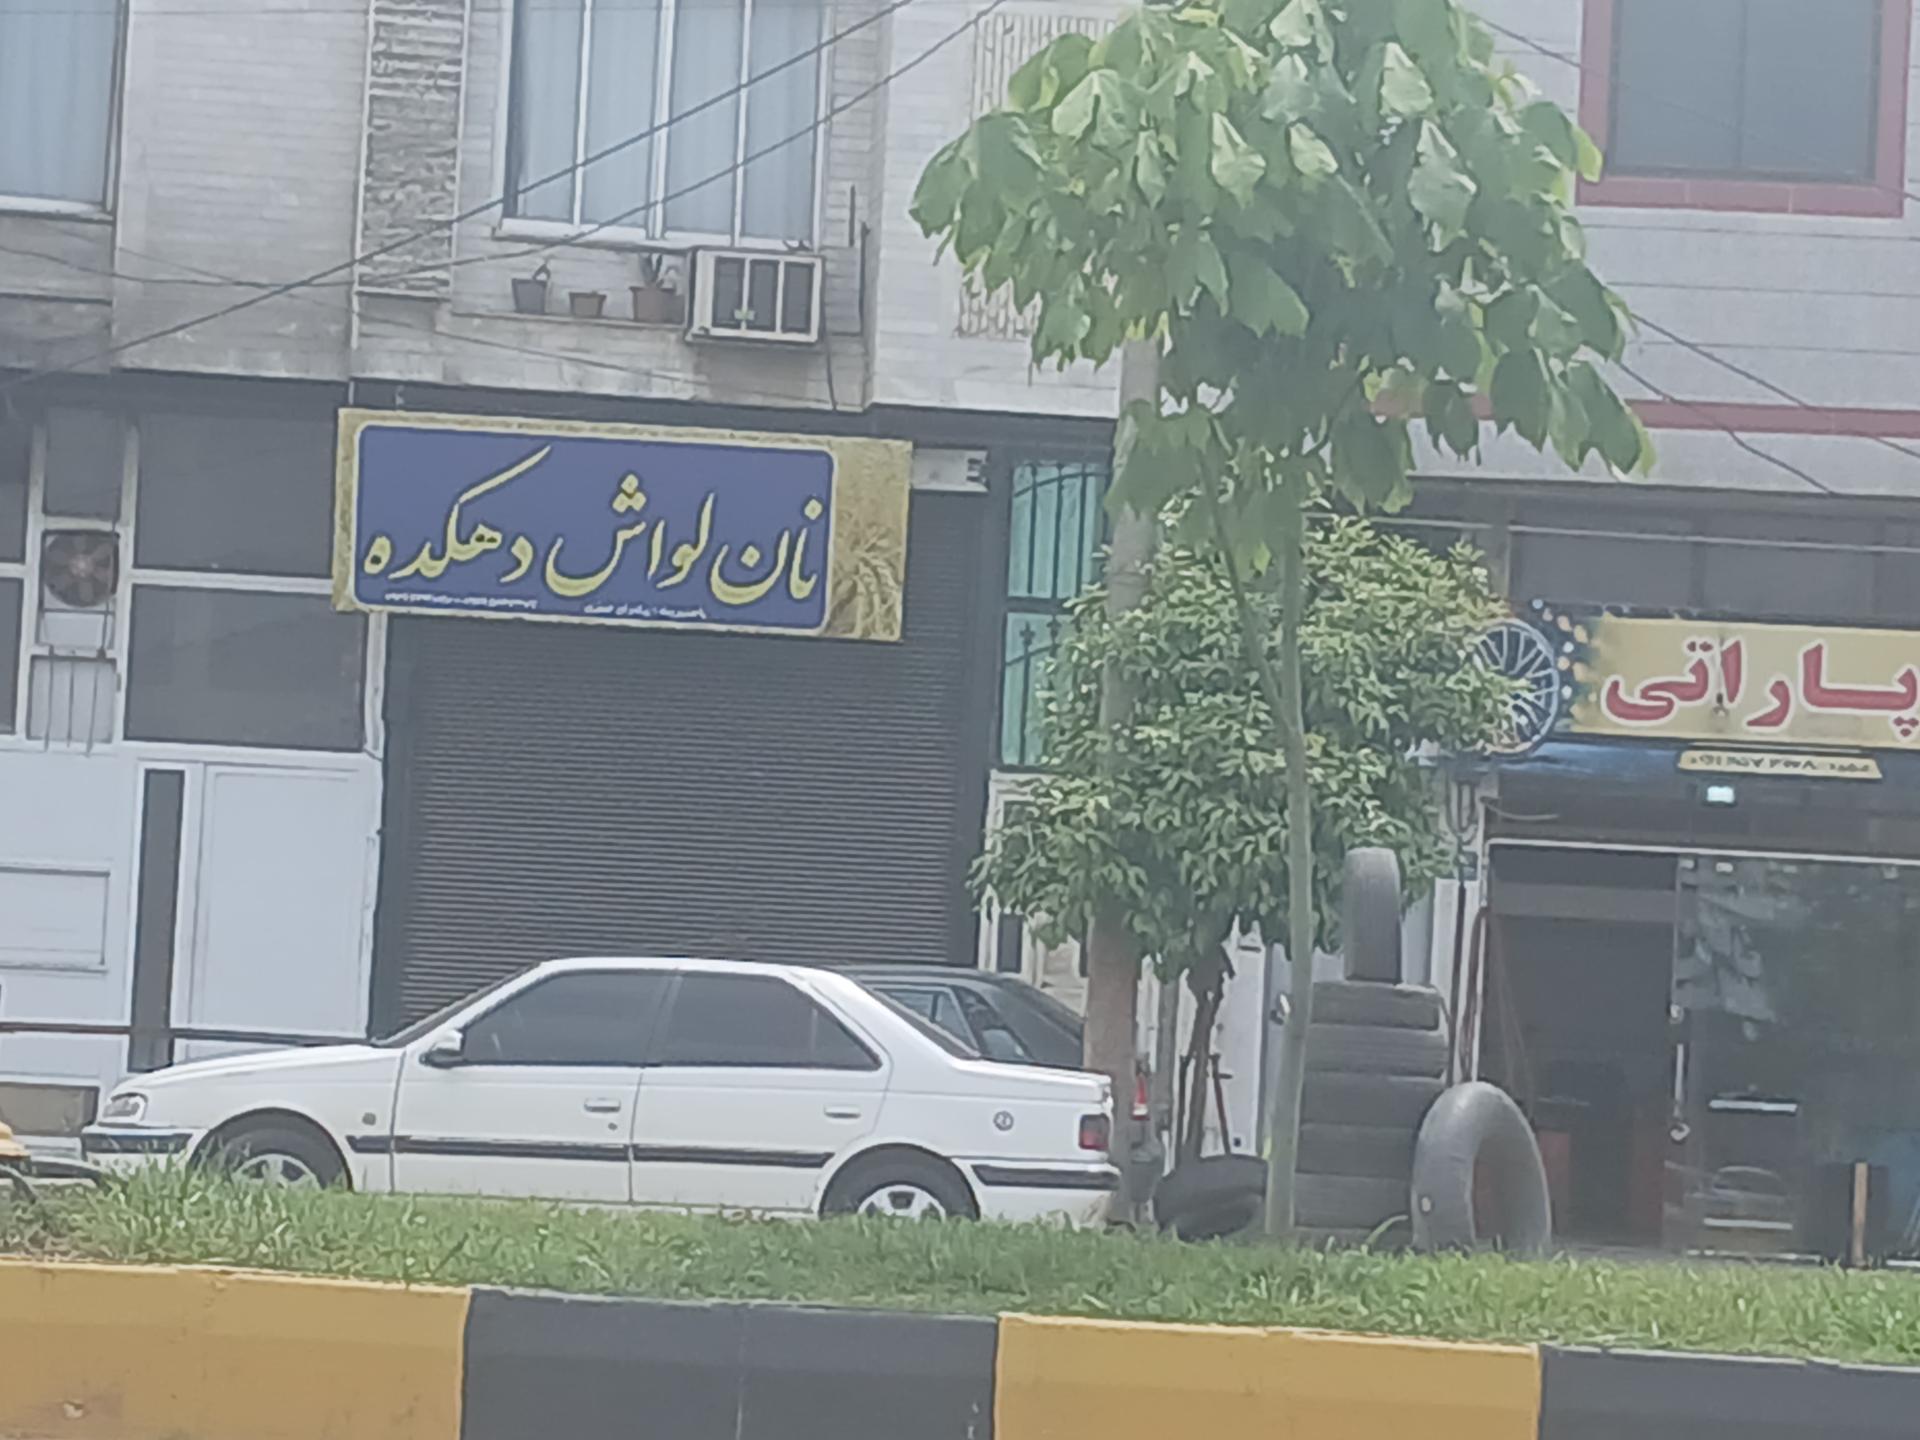 نان لواش دهکده
پاراتی